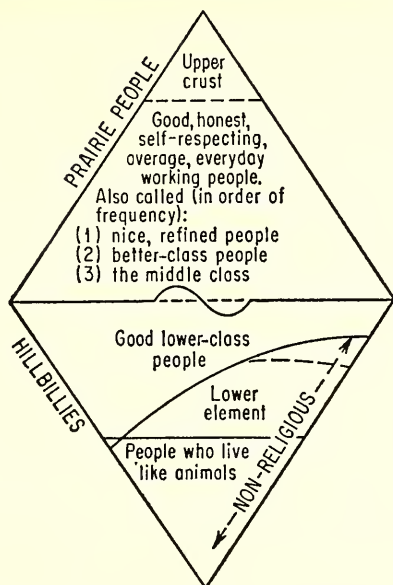 PRAIRIE PEOPLE
Upper
crust
Good, honest,
self-respecting,
average, everyday
working people.
Also called (in order of
frequency):
(1) nice, refined people
(2) better-class people
(3) the middle class
HILLBILLIES
Good lower-class
people
Lower
element
People who live
like animals
NON-RELIGIOUS